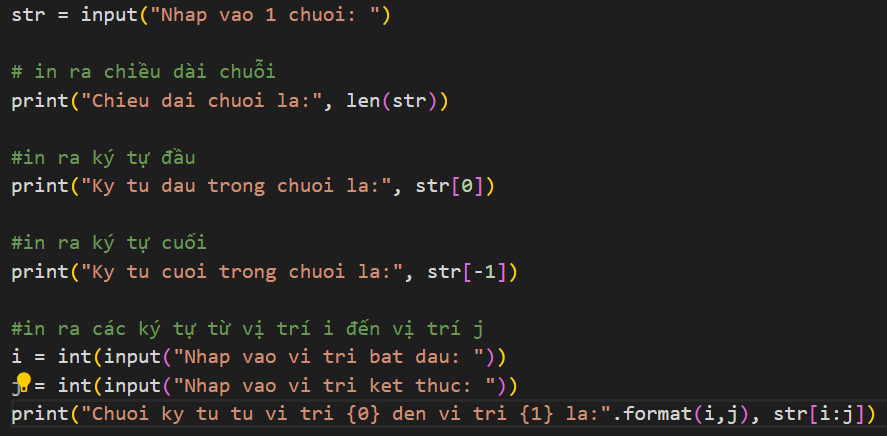 str = input("Nhap vao 1 chuoi: ")
# in ra chiều dài chuỗi
print("Chieu dai chuoi la:", len(str))
#in ra ký tự đầu
print("Ky tu dau trong chuoi la:", str[0])
#in ra ký tự cuối
print("Ky tu cuoi trong chuoi la:", str[-1])
#in ra các ký tự từ vị trí i đến vị trí j
i = int(input("Nhap vao vi tri bat dau: "))
j = int(input("Nhap vao vi tri ket thuc: "))
print("Chuoi ky tu tu vi tri {0} den vi tri {1} la:".format(i,j), str[i:j])